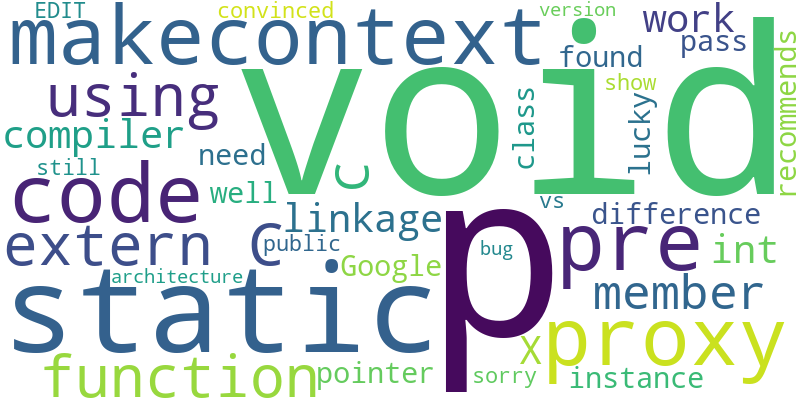 EDIT
convinced
version
makecontext
work
pass
found
void
using
show
recommends
class
lucky
compiler
still
need
C
code
well
vs
linkage
difference
extern C
public
pre
int
bug
Google
p
architecture
static
member
proxy
X
function
pointer
sorry
instance